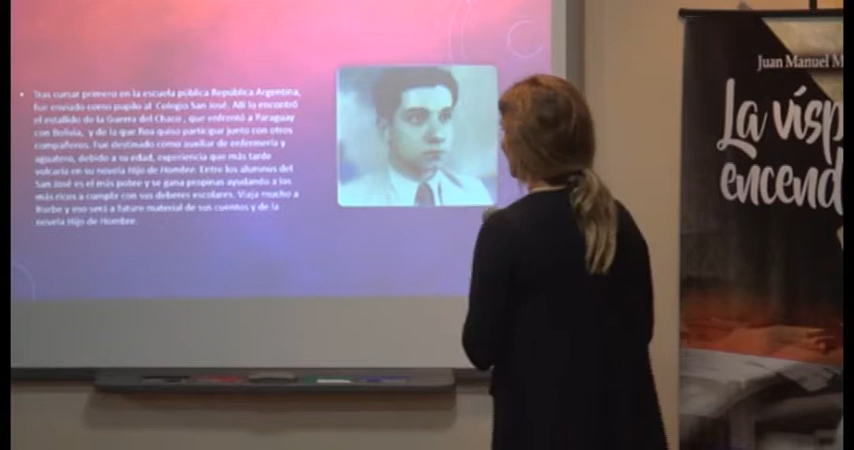 Tras cursar primero en la escuela pública República Argentina,
fue enviado como pupilo al Colegio San José. Allí lo encontró
el estallido de la Guerra del Chaco, que enfrentó a Paraguay
con Bolivia, y de la que Roa quiso participar junto con otros
compañeros. Fue destinado como auxiliar de enfermería y
aguatero, debido a su edad, experiencia que más tarde
volcaría en su novela Hijo de Hombre. Entre los alumnos del
San José es el más pobre y se gana propinas ayudando a los
más ricos a cumplir con sus deberes escolares. Viaja mucho a
Iturbe y eso será a futuro material de sus cuentos y de la
novela Hijo de Hombre.
Juan Manuel M
La vísp
encend